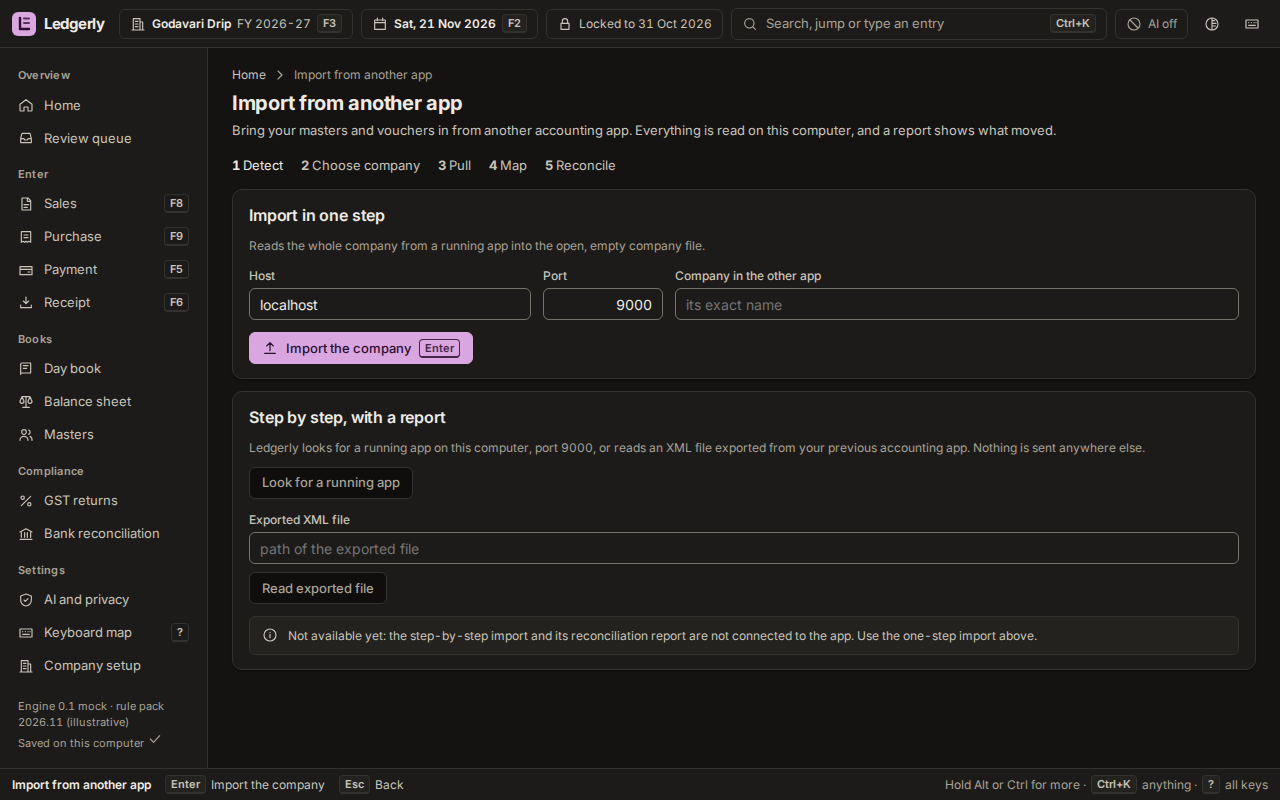 Ledgerly
Godavari Drip FY 2026-27 F3
Sat, 21 Nov 2026 F2
Locked to 31 Oct 2026
Search, jump or type an entry Ctrl+K
AI off
Overview
Home
Review queue
Enter
Sales F8
Purchase F9
Payment F5
Receipt F6
Books
Day book
Balance sheet
Masters
Compliance
GST returns
Bank reconciliation
Settings
AI and privacy
Keyboard map ?
Company setup
Engine 0.1 mock · rule pack
2026.11 (illustrative)
Saved on this computer
Home Import from another app
Import from another app
Bring your masters and vouchers in from another accounting app. Everything is read on this computer, and a report shows what moved.
1 Detect 2 Choose company 3 Pull 4 Map 5 Reconcile
Import in one step
Reads the whole company from a running app into the open, empty company file.
Host Port Company in the other app
localhost 9000 its exact name
Import the company Enter
Step by step, with a report
Ledgerly looks for a running app on this computer, port 9000, or reads an XML file exported from your previous accounting app. Nothing is sent anywhere else.
Look for a running app
Exported XML file
path of the exported file
Read exported file
Not available yet: the step-by-step import and its reconciliation report are not connected to the app. Use the one-step import above.
Import from another app Enter Import the company Esc Back
Hold Alt or Ctrl for more · Ctrl+K anything · ? all keys